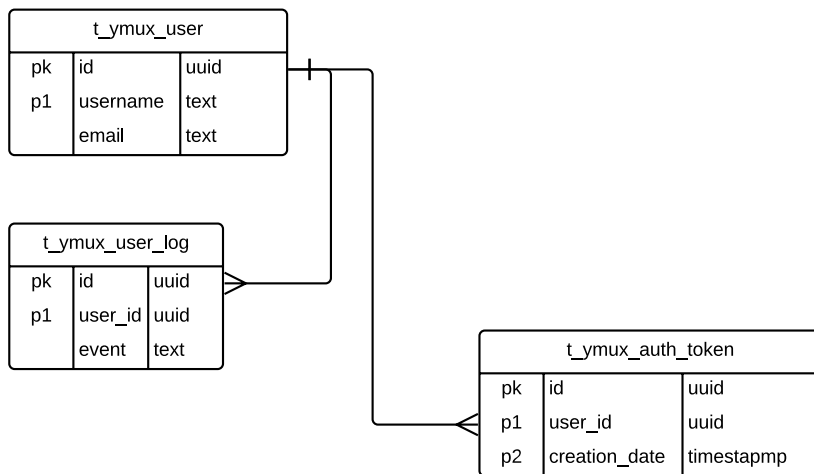 t_ymux_user
pk id uuid
p1 username text
email text
t_ymux_user_log
pk id uuid
p1 user_id uuid
event text
t_ymux_auth_token
pk id uuid
p1 user_id uuid
p2 creation_date timestapmp